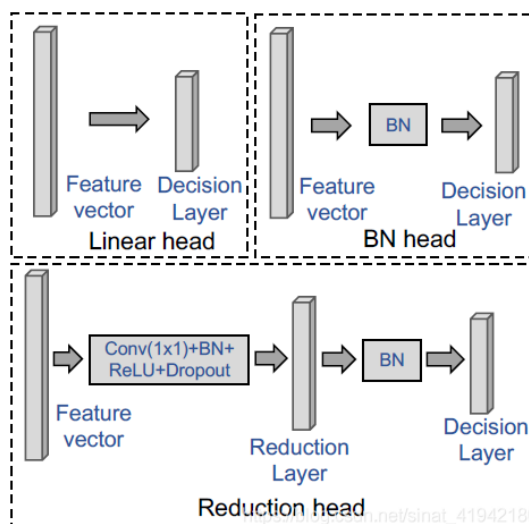 Feature
vector
Decision
Layer
Linear head
BN
Feature
vector
Decision
Layer
BN head
Conv(1x1)+BN+
ReLU+Dropout
BN
Feature
vector
Reduction
Layer
Decision
Layer
Reduction head
https://blog.csdn.net/sinat_4194218